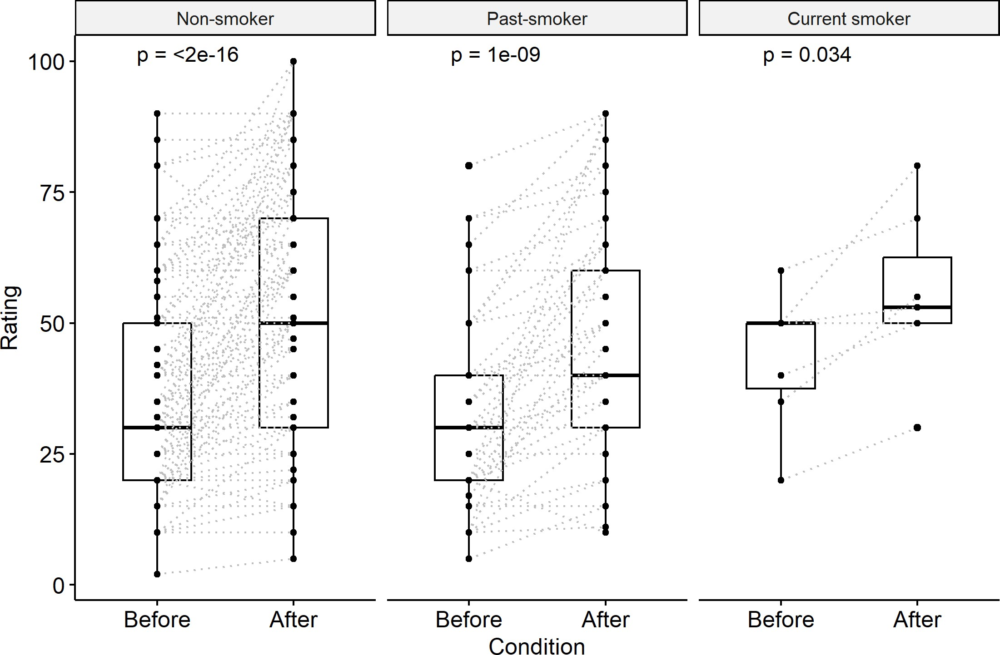 Non-smoker
Past-smoker
Current smoker
p = <2e-16
p = 1e-09
p = 0.034
100
75
50
25
0
Rating
Before
After
Before
After
Before
After
Condition